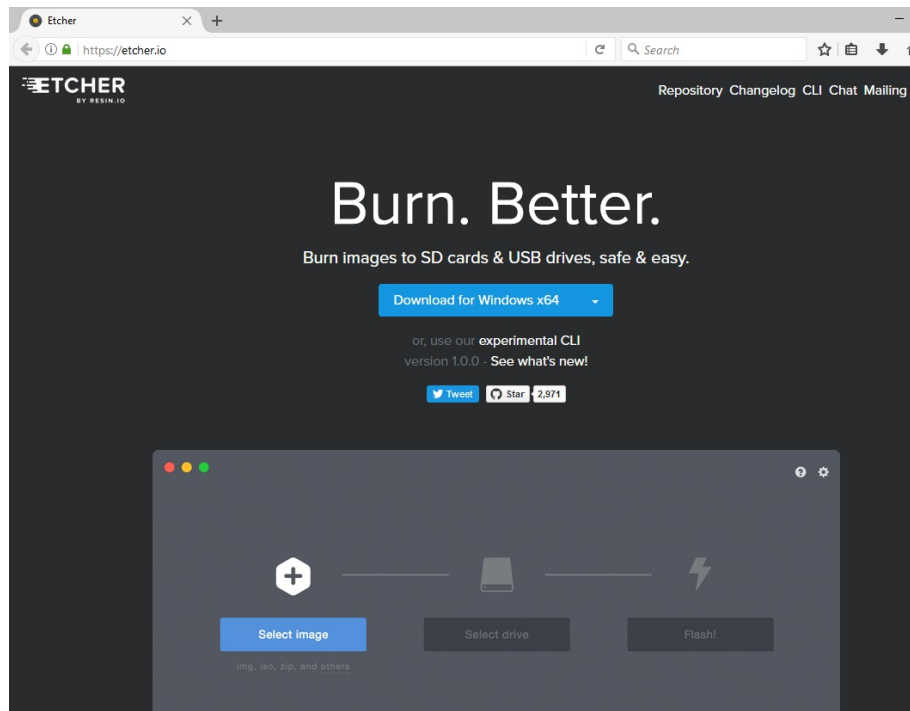 Etcher
https://etcher.io
Search
ETCHER
BY RESIN.IO
Repository Changelog CLI Chat Mailing
Burn. Better.
Burn images to SD cards & USB drives, safe & easy.
Download for Windows x64
or, use our experimental CLI
version 1.0.0 - See what's new!
Tweet
Star
2,971
Select image
Select drive
Flash!
img, iso, zip, and others